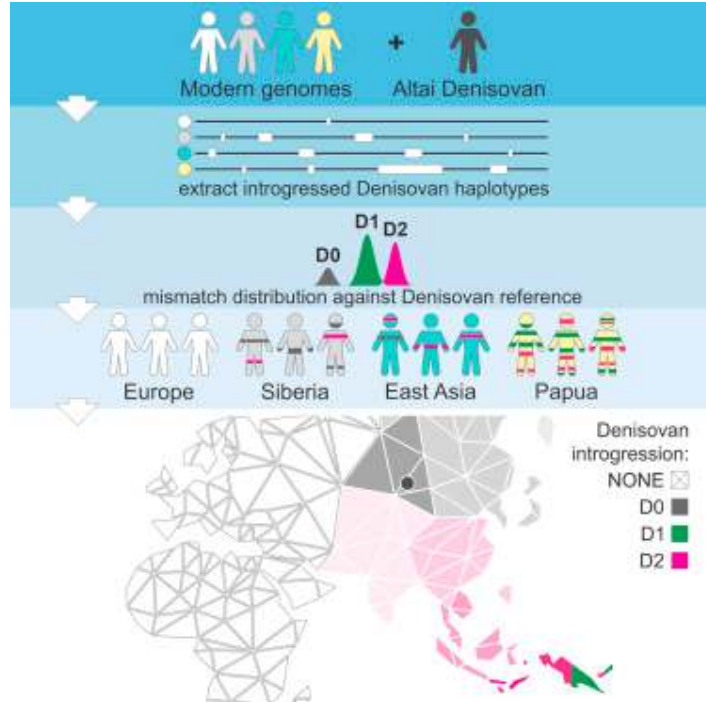 +
Modern genomes
Altai Denisovan
extract introgressed Denisovan haplotypes
D0
D1
D2
mismatch distribution against Denisovan reference
Europe
Siberia
East Asia
Papua
Denisovan
introgression:
NONE
D0
D1
D2